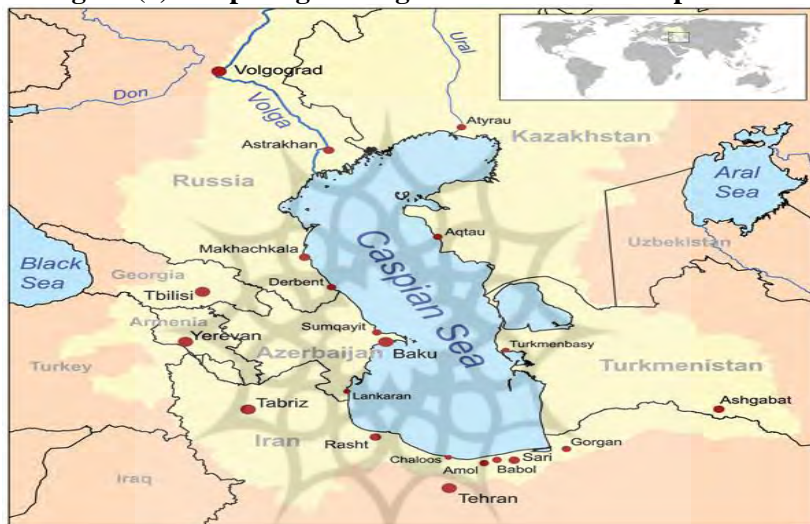 Volgograd
Don
Volga
Ural
Astrakhan
Atyrau
Kazakhstan
Russia
Aral
Sea
Aqtau
Uzbekistan
Makhachkala
Black
Sea
Georgia
Caspian Sea
Derbent
Tbilisi
Armenia
Sumqayit
Yerevan
Azerbaijan
Baku
Turkmenbasy
Turkey
Turkmenistan
Lankaran
Tabriz
Ashgabat
Iran
Rasht
Gorgan
Chaloos
Sari
Amol
Babol
Iraq
Tehran